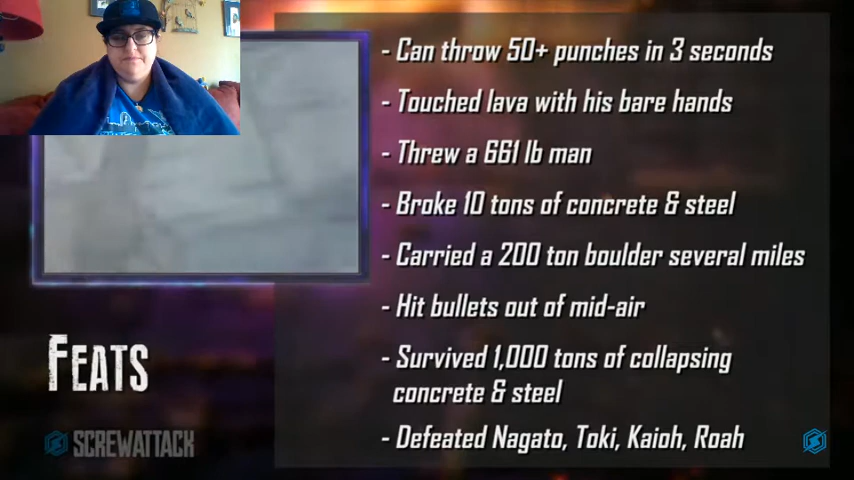 - Can throw 50+ punches in 3 seconds
- Touched lava with his bare hands
- Threw a 661 lb man
- Broke 10 tons of concrete & steel
- Carried a 200 ton boulder several miles
- Hit bullets out of mid-air
- Survived 1,000 tons of collapsing
concrete & steel
- Defeated Nagato, Toki, Kaioh, Roah
FEATS
SCREWATTACK